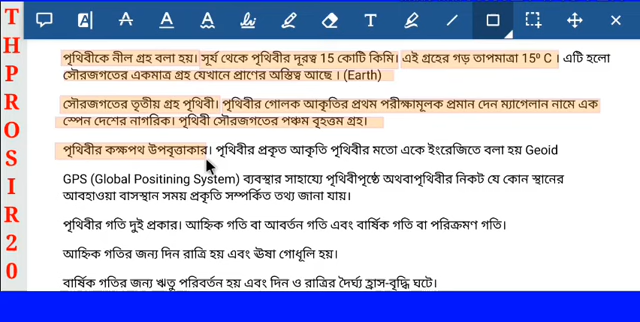 THPROSIR20
পৃথিবীকে নীল গ্রহ বলা হয়। সূর্য থেকে পৃথিবীর দূরত্ব 15 কোটি কিমি। এই গ্রহের গড় তাপমাত্রা 15º C । এটি হলো
সৌরজগতের একমাত্র গ্রহ যেখানে প্রাণের অস্তিত্ব আছে । (Earth)
সৌরজগতের তৃতীয় গ্রহ পৃথিবী। পৃথিবীর গোলক আকৃতির প্রথম পরীক্ষামূলক প্রমান দেন ম্যাগেলান নামে এক
স্পেন দেশের নাগরিক। পৃথিবী সৌরজগতের পঞ্চম বৃহত্তম গ্রহ।
পৃথিবীর কক্ষপথ উপবৃত্তাকার। পৃথিবীর প্রকৃত আকৃতি পৃথিবীর মতো একে ইংরেজিতে বলা হয় Geoid
GPS (Global Positining System) ব্যবস্থার সাহায্যে পৃথিবীপৃষ্ঠে অথবাপৃথিবীর নিকট যে কোন স্থানের
আবহাওয়া বাসস্থান সময় প্রকৃতি সম্পর্কিত তথ্য জানা যায়।
পৃথিবীর গতি দুই প্রকার। আহ্নিক গতি বা আবর্তন গতি এবং বার্ষিক গতি বা পরিক্রমণ গতি।
আহ্নিক গতির জন্য দিন রাত্রি হয় এবং ঊষা গোধূলি হয়।
বার্ষিক গতির জন্য ঋতু পরিবর্তন হয় এবং দিন ও রাত্রির দৈর্ঘ্য হ্রাস-বৃদ্ধি ঘটে।